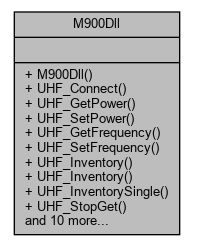 M900Dll
+ M900Dll()
+ UHF_Connect()
+ UHF_GetPower()
+ UHF_SetPower()
+ UHF_GetFrequency()
+ UHF_SetFrequency()
+ UHF_Inventory()
+ UHF_Inventory()
+ UHF_InventorySingle()
+ UHF_StopGet()
and 10 more...